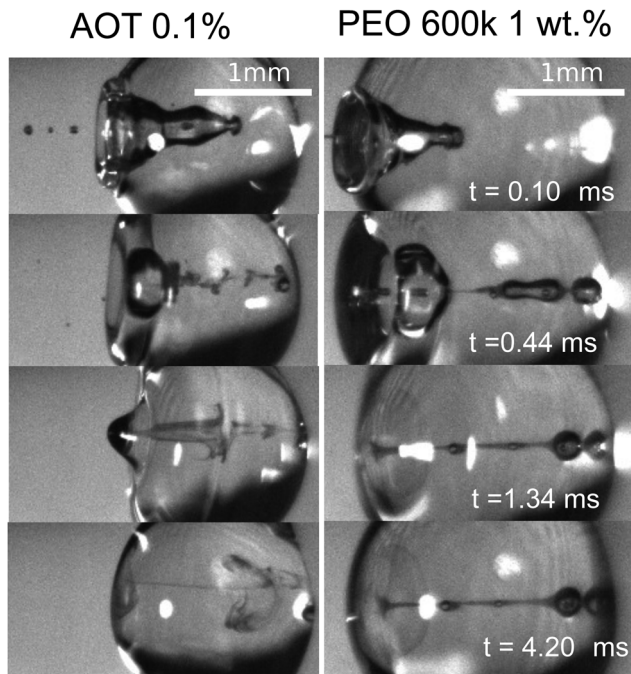 AOT 0.1%
PEO 600k 1 wt.%
1mm
1mm
t = 0.10 ms
t =0.44 ms
t =1.34 ms
t = 4.20 ms